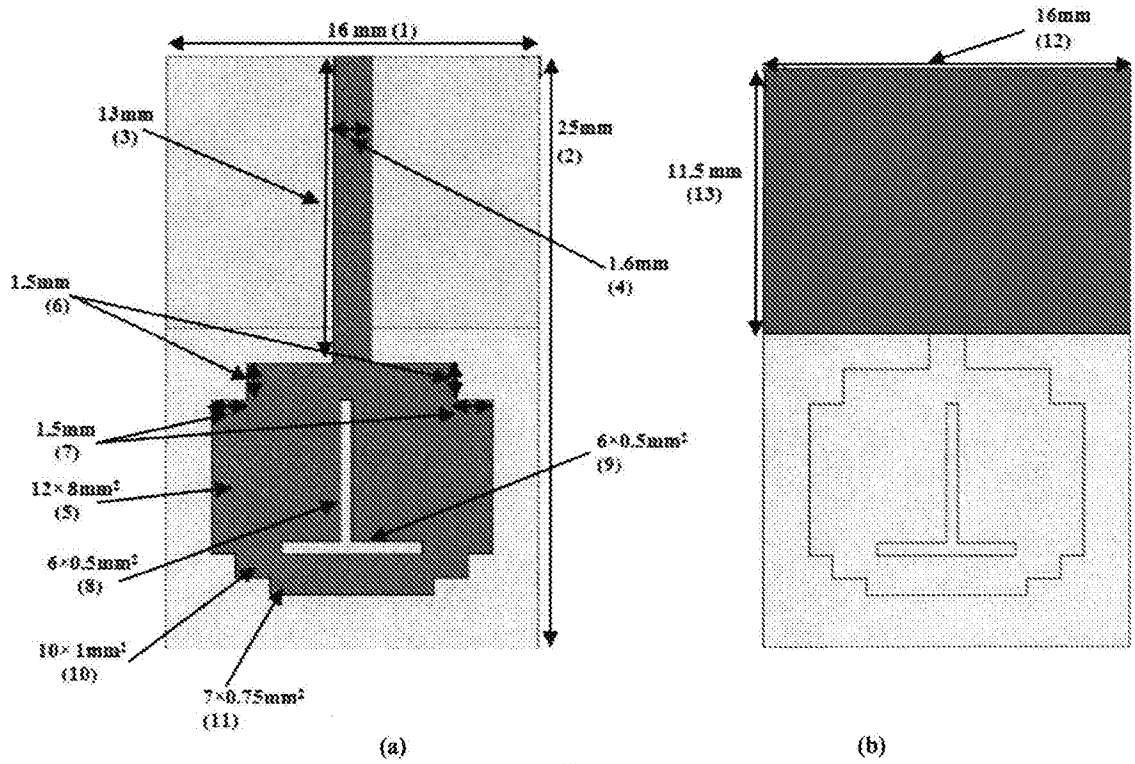 16 mm (1)
16mm
(12)
13mm
(3)
25mm
(2)
11.5 mm
(13)
1.5mm
(6)
1.6mm
(4)
1.5mm
(7)
6×0.5mm²
(9)
12× 8mm²
(5)
6×0.5mm²
(8)
10× 1mm²
(10)
7×0.75mm²
(11)
(a)
(b)